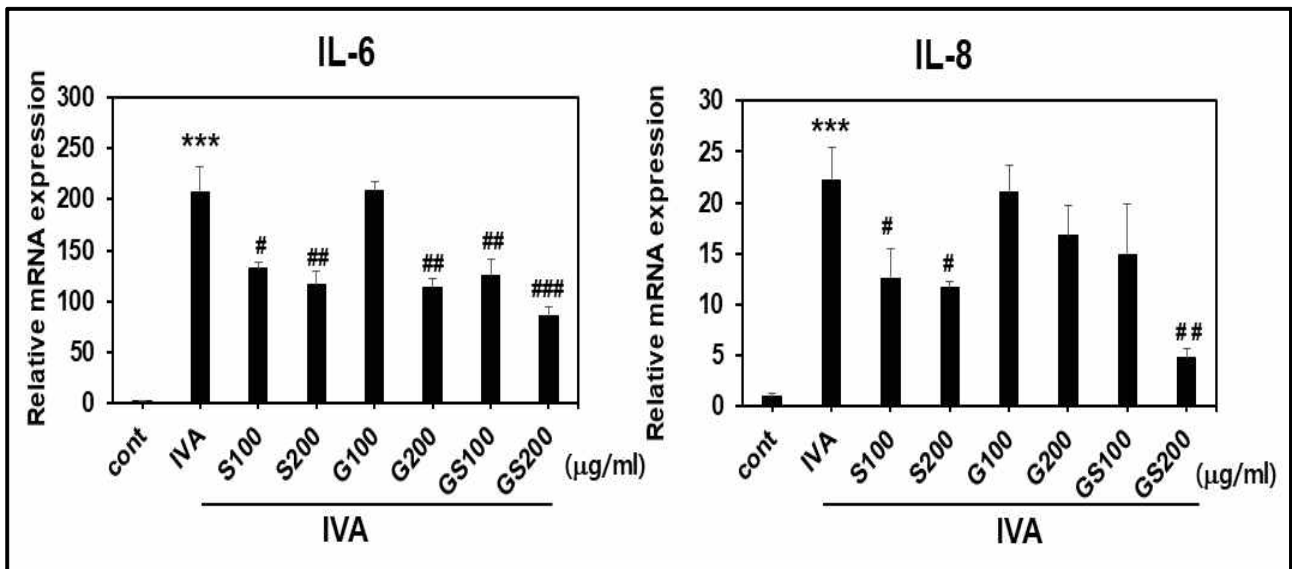 IL-6
Relative mRNA expression
300
250
200
150
100
50
0
***
#
##
##
##
###
cont
IVA
S100
S200
G100
G200
GS100
GS200
(μg/ml)
IVA
IL-8
Relative mRNA expression
30
25
20
15
10
5
0
***
#
#
##
cont
IVA
S100
S200
G100
G200
GS100
GS200
(μg/ml)
IVA